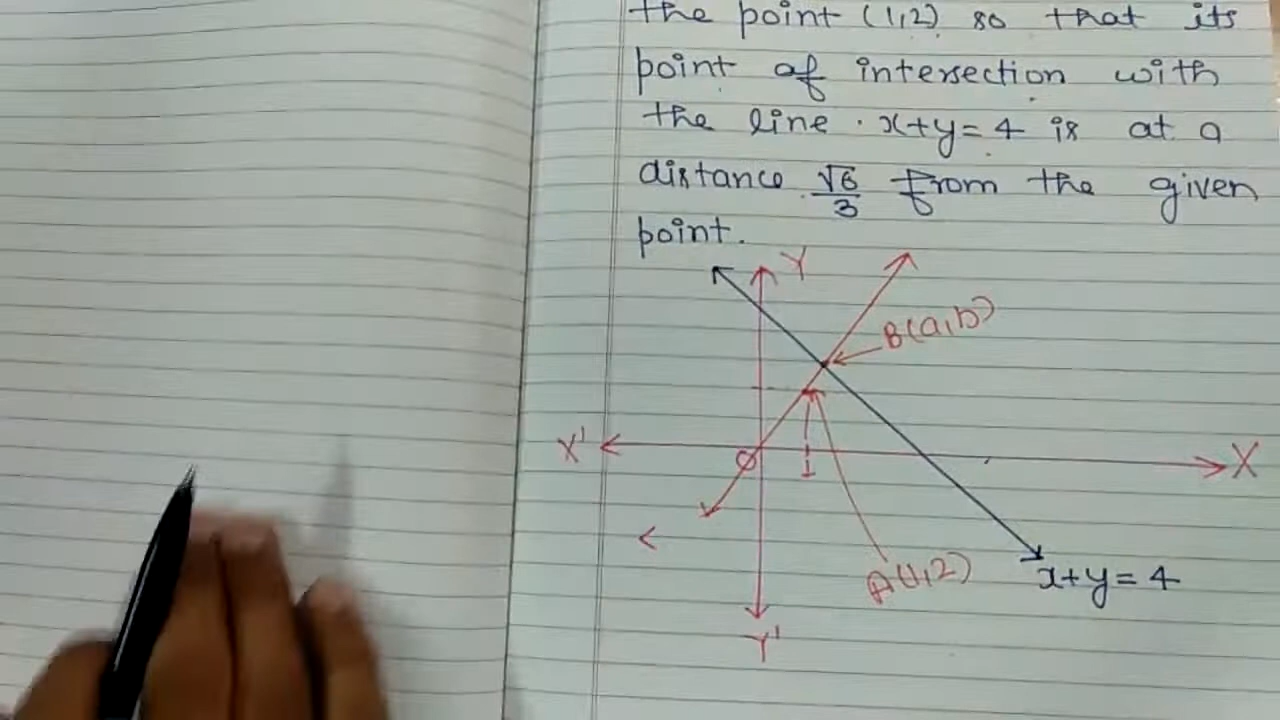 the point (1,2) so that its
point of intersection with
the line x+y=4 is at a
distance √6/3 from the given
point.
Y
B(a,b)
X'
O
1
X
A(1,2)
x+y=4
Y'